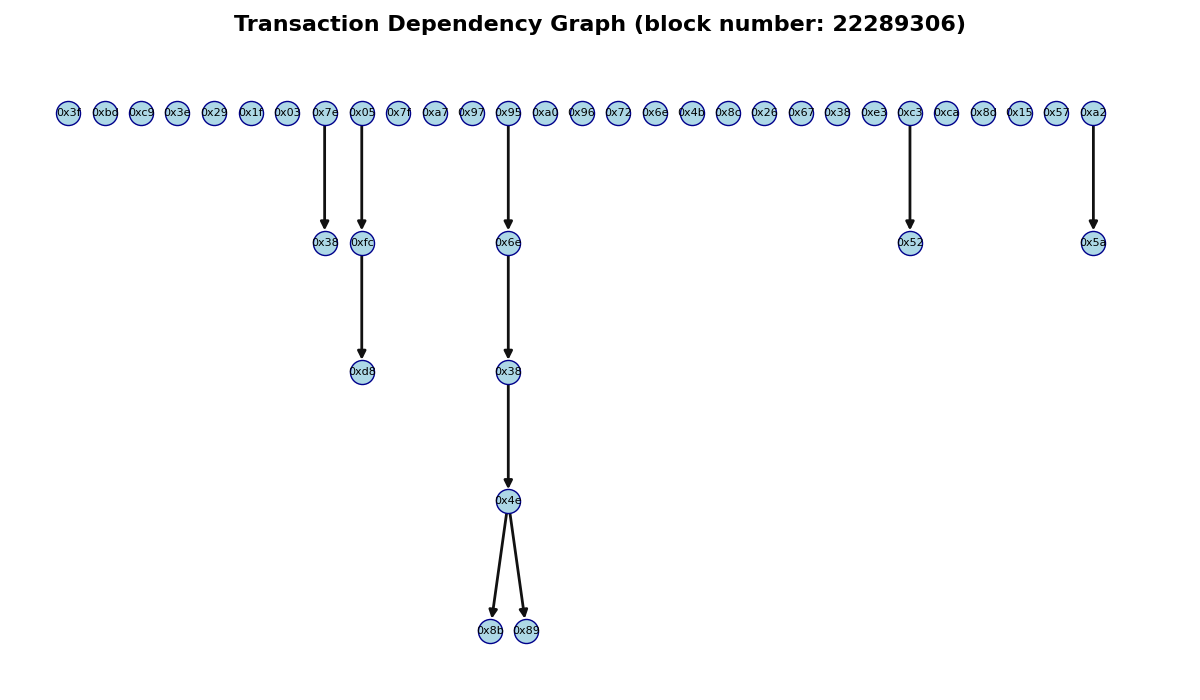 Transaction Dependency Graph (block number: 22289306)
0x3f 0xbd 0xc9 0x3e 0x29 0x1f 0x03 0x7e 0x05 0x7f 0xa7 0x97 0x95 0xa0 0x96 0x72 0x6e 0x4b 0x8c 0x26 0x67 0x38 0xe3 0xc3 0xca 0x8d 0x15 0x57 0xa2
0x38 0xfc 0x6e 0x52 0x5a
0xd8 0x38
0x4e
0x8b 0x89